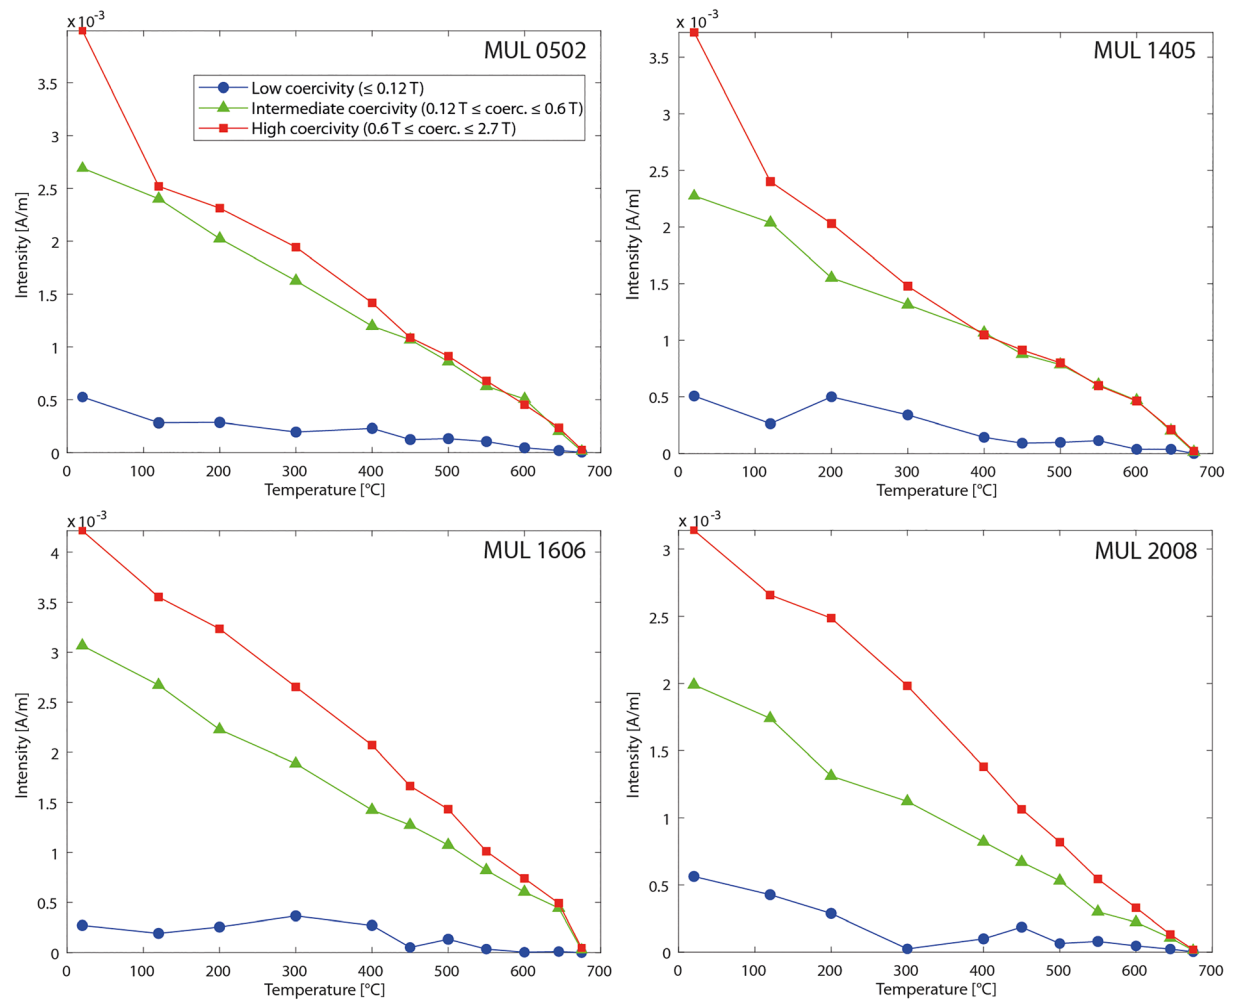 x 10⁻³
MUL 0502
Low coercivity (≤ 0.12 T)
Intermediate coercivity (0.12 T ≤ coerc. ≤ 0.6 T)
High coercivity (0.6 T ≤ coerc. ≤ 2.7 T)
3.5
3
2.5
2
1.5
1
0.5
0
Intensity [A/m]
0 100 200 300 400 500 600 700
Temperature [°C]
x 10⁻³
MUL 1405
3.5
3
2.5
2
1.5
1
0.5
0
Intensity [A/m]
0 100 200 300 400 500 600 700
Temperature [°C]
x 10⁻³
MUL 1606
4
3.5
3
2.5
2
1.5
1
0.5
0
Intensity [A/m]
0 100 200 300 400 500 600 700
Temperature [°C]
x 10⁻³
MUL 2008
3
2.5
2
1.5
1
0.5
0
Intensity [A/m]
0 100 200 300 400 500 600 700
Temperature [°C]